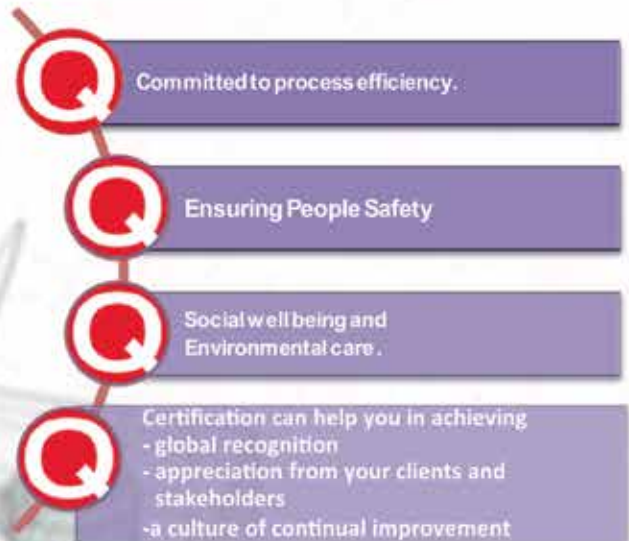 Q
Committed to process efficiency.
Q
Ensuring People Safety
Q
Social well being and
Environmental care.
Q
Certification can help you in achieving
- global recognition
- appreciation from your clients and
stakeholders
-a culture of continual improvement